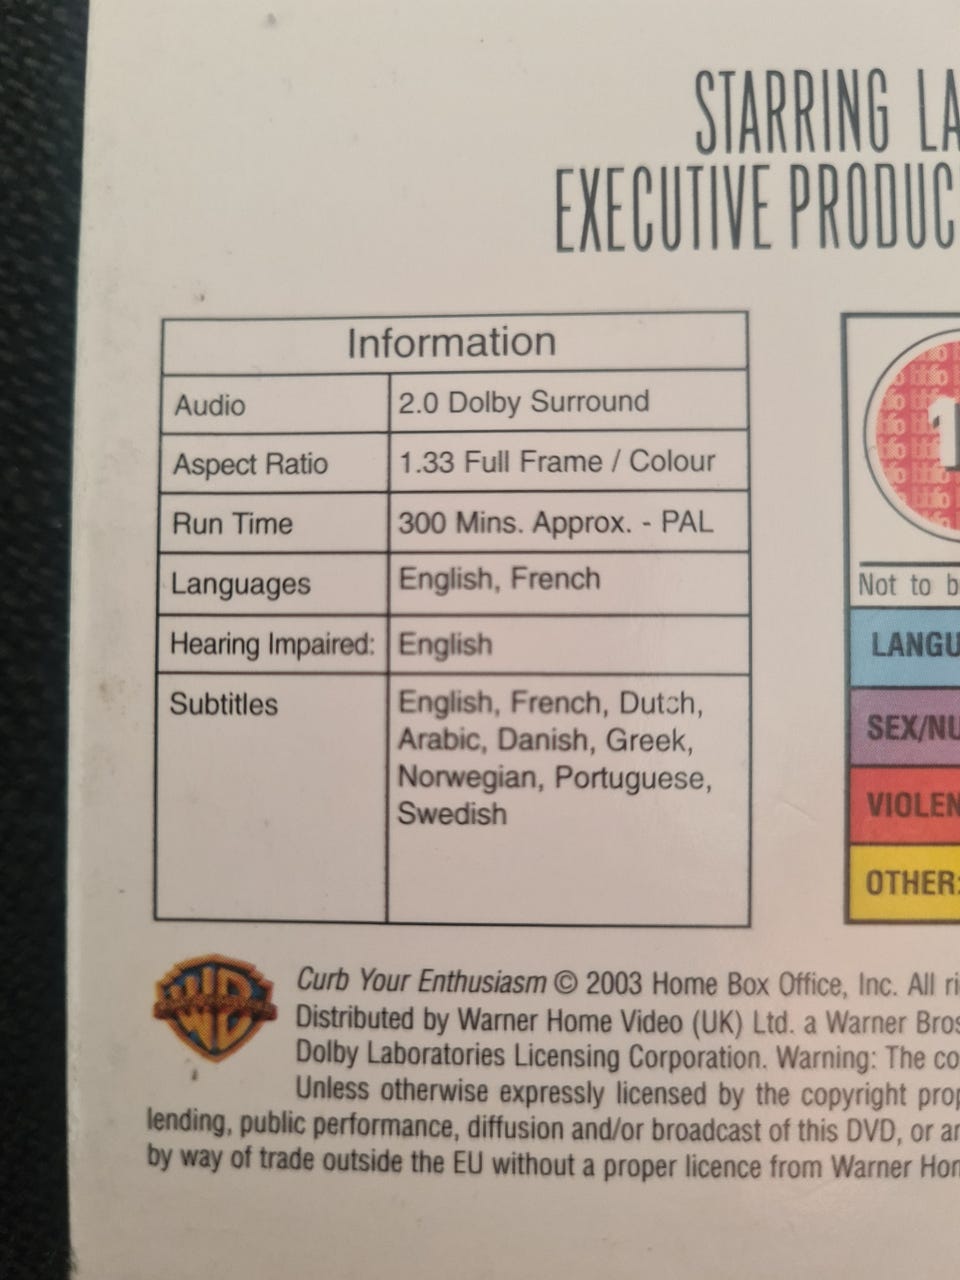 STARRING LA
EXECUTIVE PRODUC
Information
Audio 2.0 Dolby Surround
Aspect Ratio 1.33 Full Frame / Colour
Run Time 300 Mins. Approx. - PAL
Languages English, French
Hearing Impaired: English
Subtitles English, French, Dutch,
Arabic, Danish, Greek,
Norwegian, Portuguese,
Swedish
1
Not to b
LANGU
SEX/NU
VIOLEN
OTHER:
WB
Curb Your Enthusiasm © 2003 Home Box Office, Inc. All ri
Distributed by Warner Home Video (UK) Ltd. a Warner Bros
Dolby Laboratories Licensing Corporation. Warning: The co
Unless otherwise expressly licensed by the copyright prop
lending, public performance, diffusion and/or broadcast of this DVD, or an
by way of trade outside the EU without a proper licence from Warner Hom